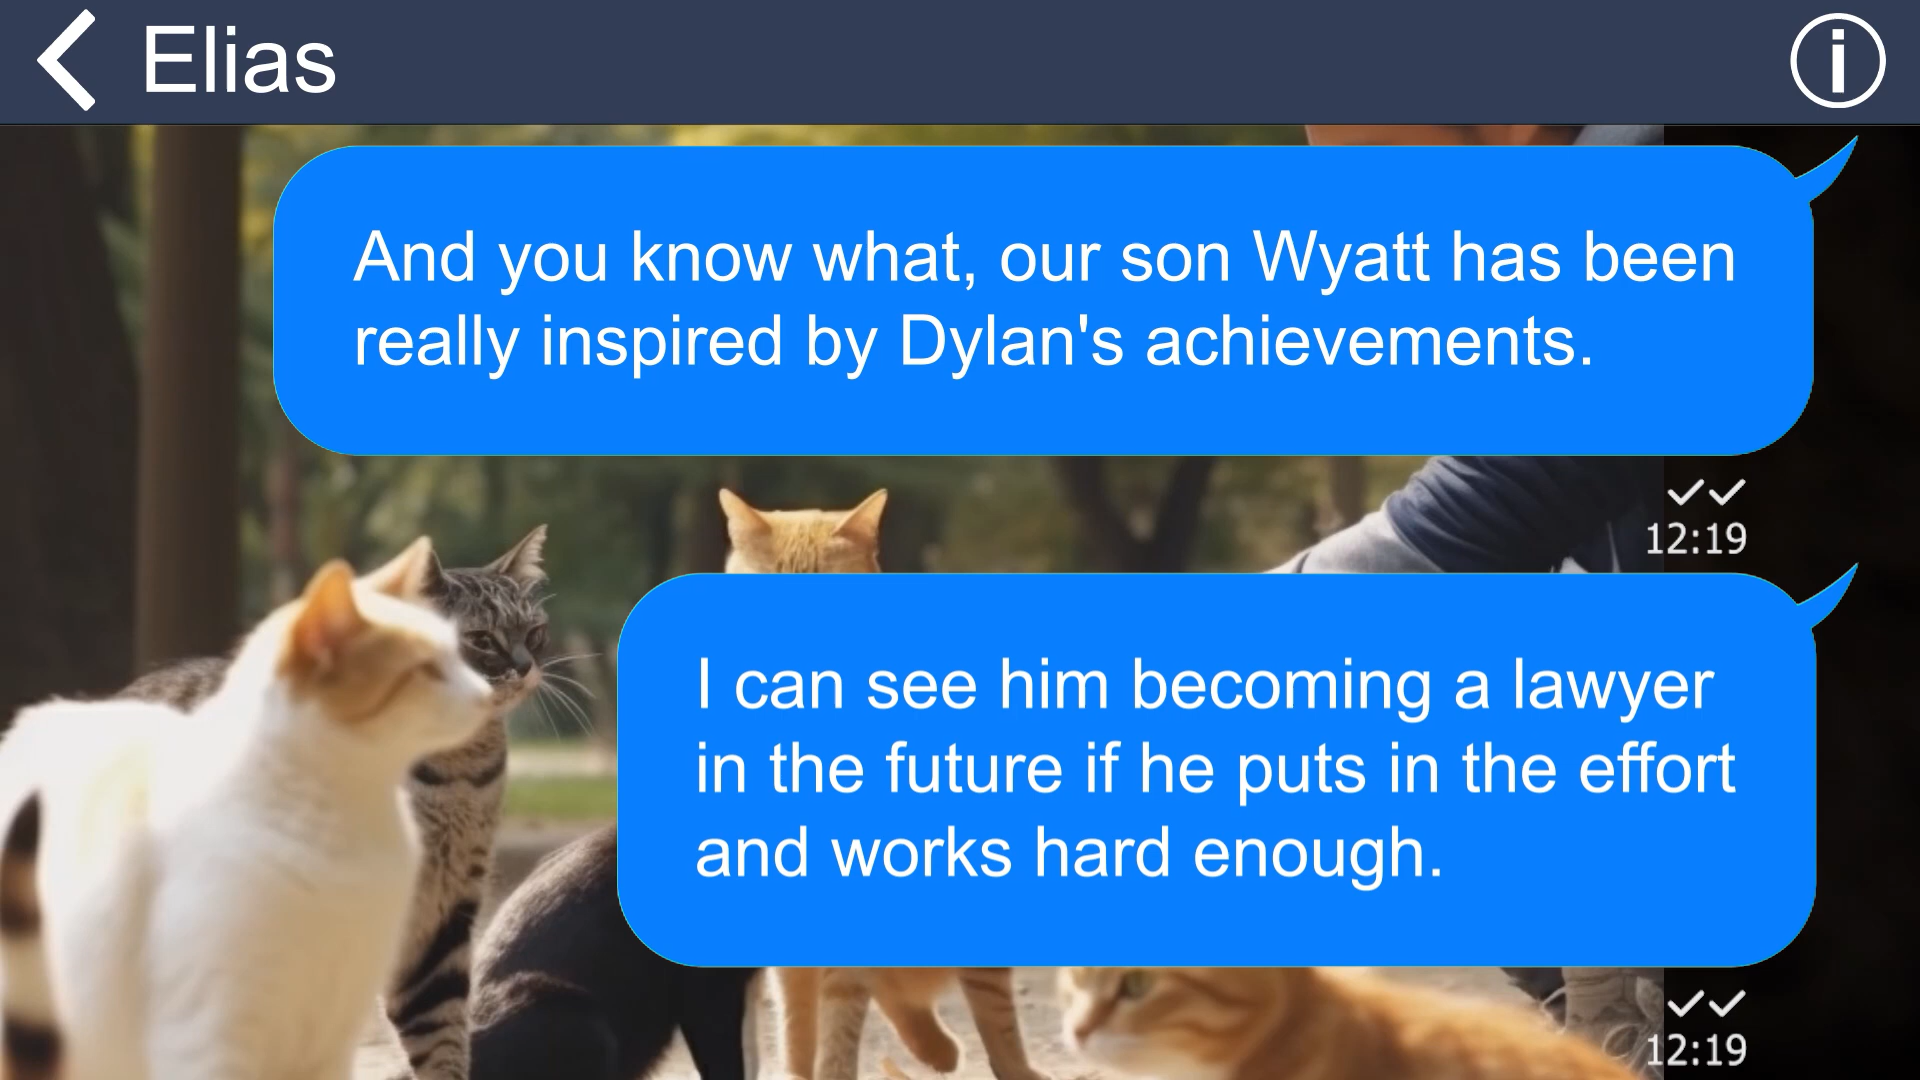 Elias
And you know what, our son Wyatt has been
really inspired by Dylan's achievements.
12:19
I can see him becoming a lawyer
in the future if he puts in the effort
and works hard enough.
12:19